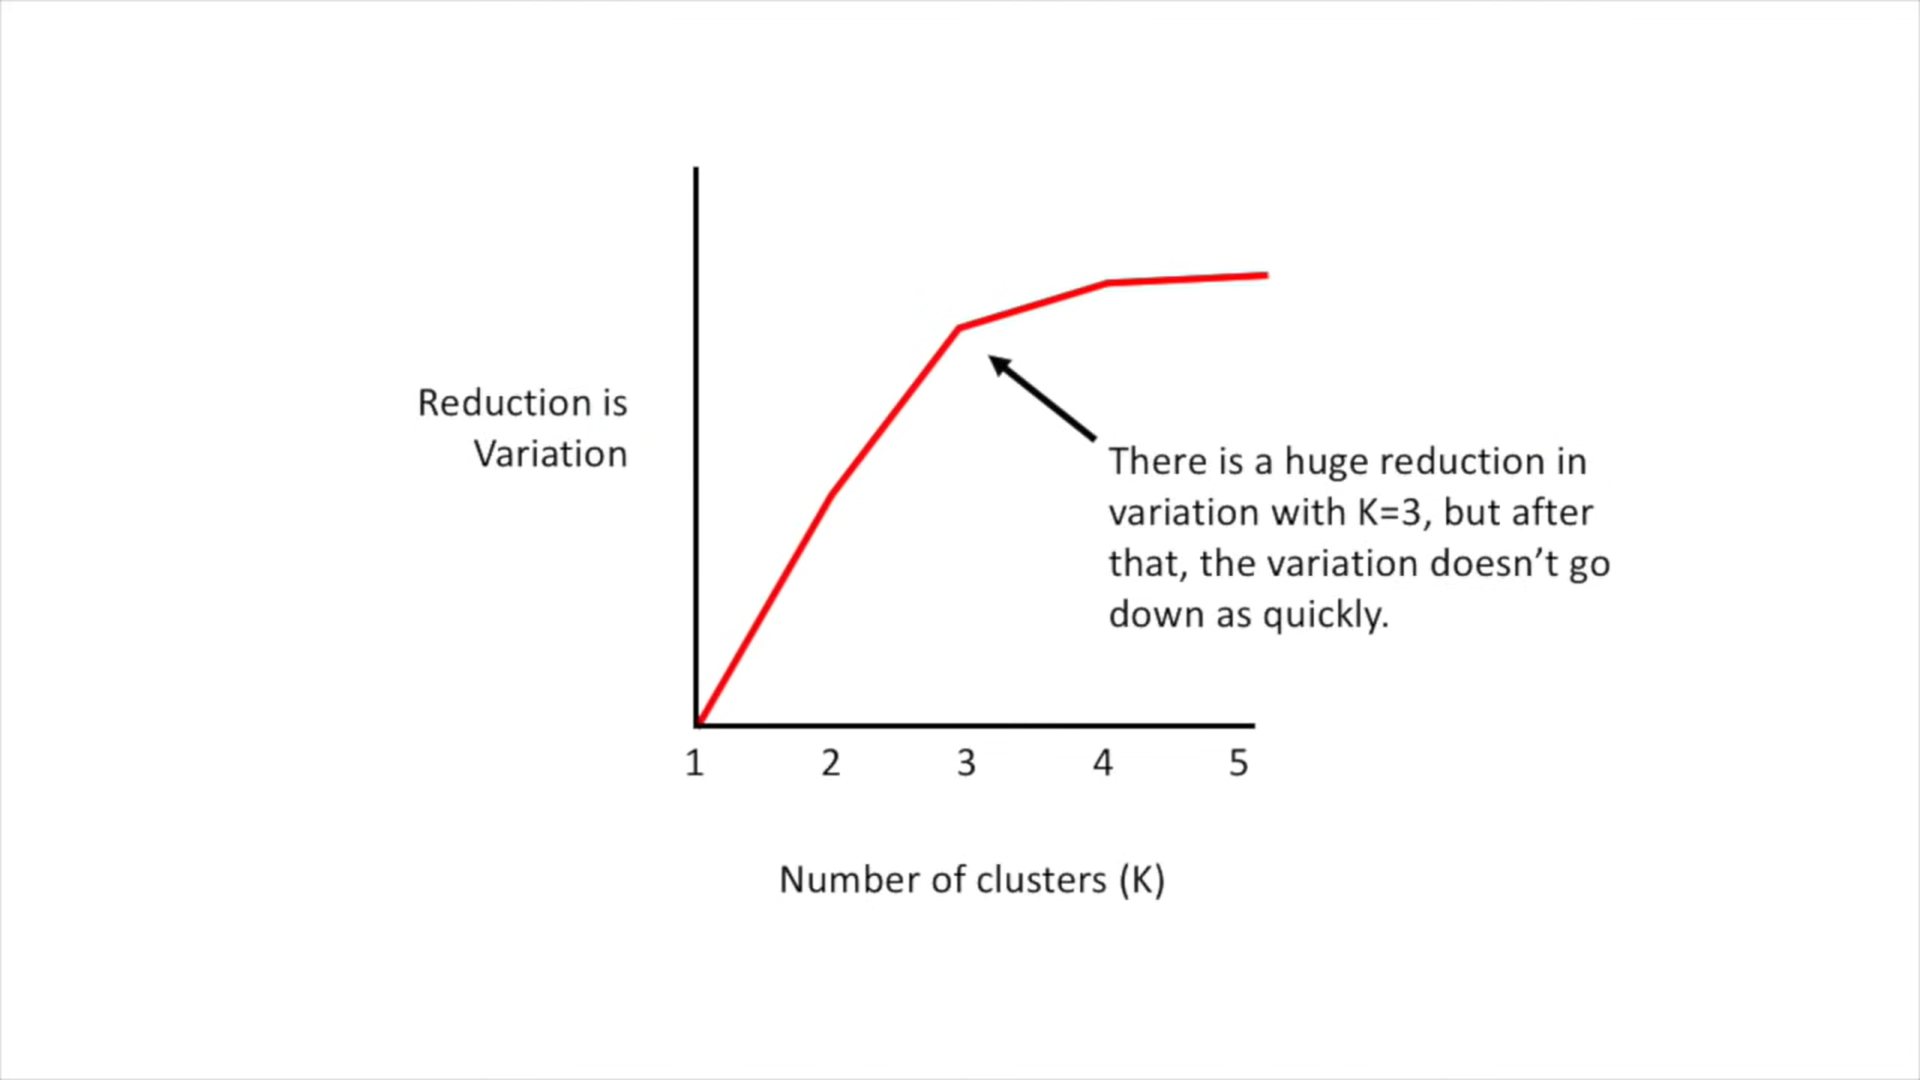 Reduction is
Variation
There is a huge reduction in
variation with K=3, but after
that, the variation doesn’t go
down as quickly.
1 2 3 4 5
Number of clusters (K)